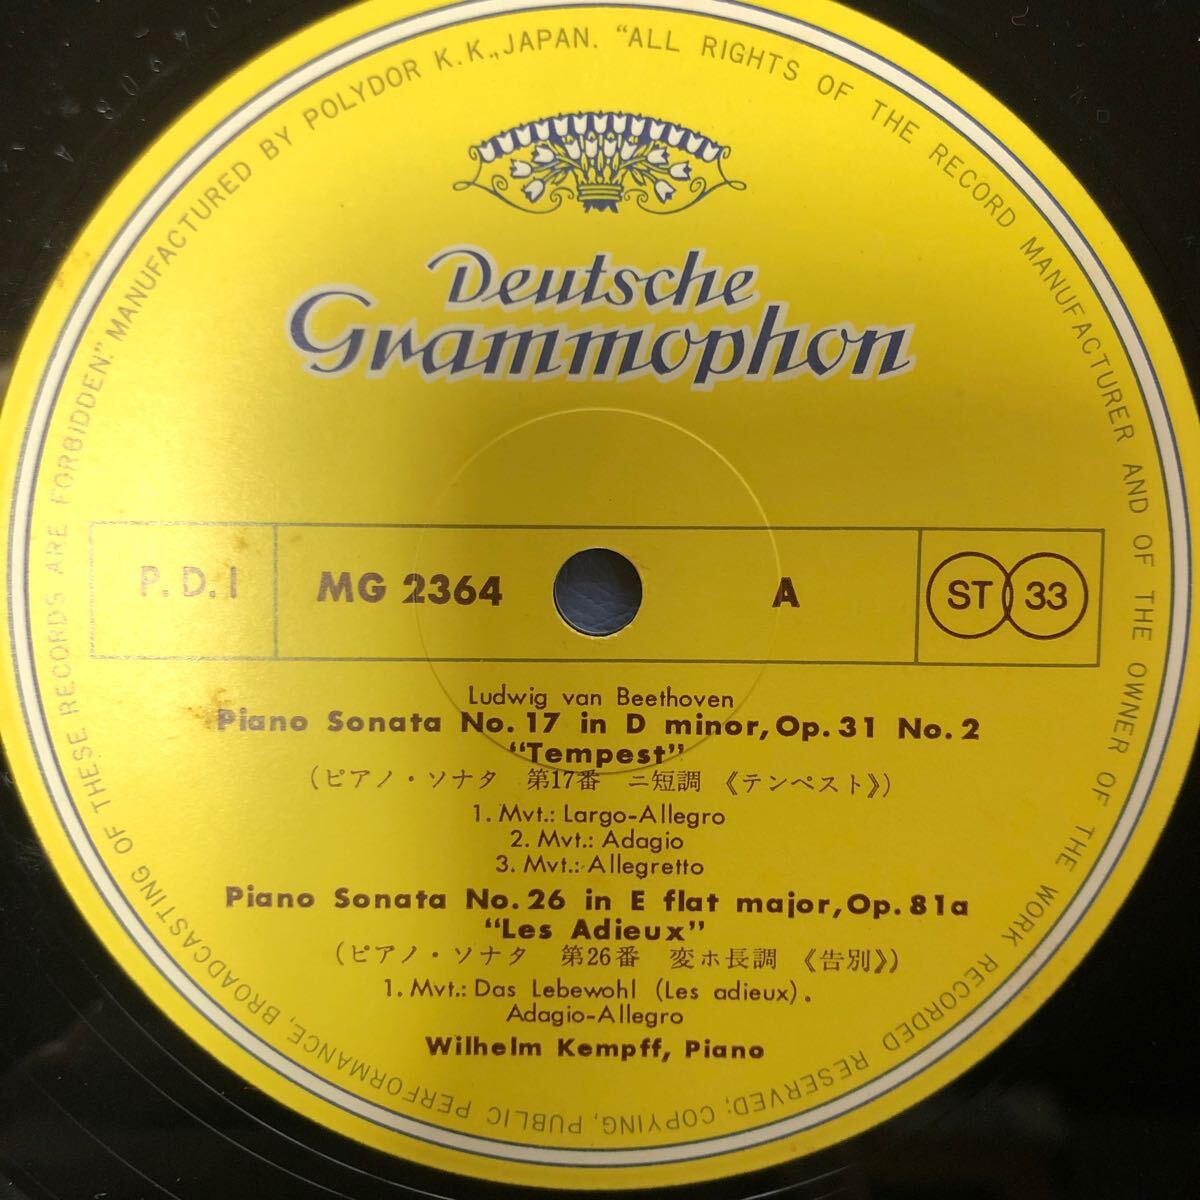 MANUFACTURED BY POLYDOR K.K., JAPAN. "ALL RIGHTS OF THE RECORD MANUFACTURER AND OF THE OWNER OF THE WORK RECORDED RESERVED; COPYING, PUBLIC PERFORMANCE, BROADCASTING OF THESE RECORDS ARE FORBIDDEN."
Deutsche
Grammophon
P.D.I MG 2364 A ST 33
Ludwig van Beethoven
Piano Sonata No.17 in D minor, Op.31 No.2
"Tempest"
(ピアノ・ソナタ 第17番 ニ短調 《テンペスト》)
1. Mvt.: Largo-Allegro
2. Mvt.: Adagio
3. Mvt.: Allegretto
Piano Sonata No.26 in E flat major, Op.81a
"Les Adieux"
(ピアノ・ソナタ 第26番 変ホ長調 《告別》)
1. Mvt.: Das Lebewohl (Les adieux).
Adagio-Allegro
Wilhelm Kempff, Piano